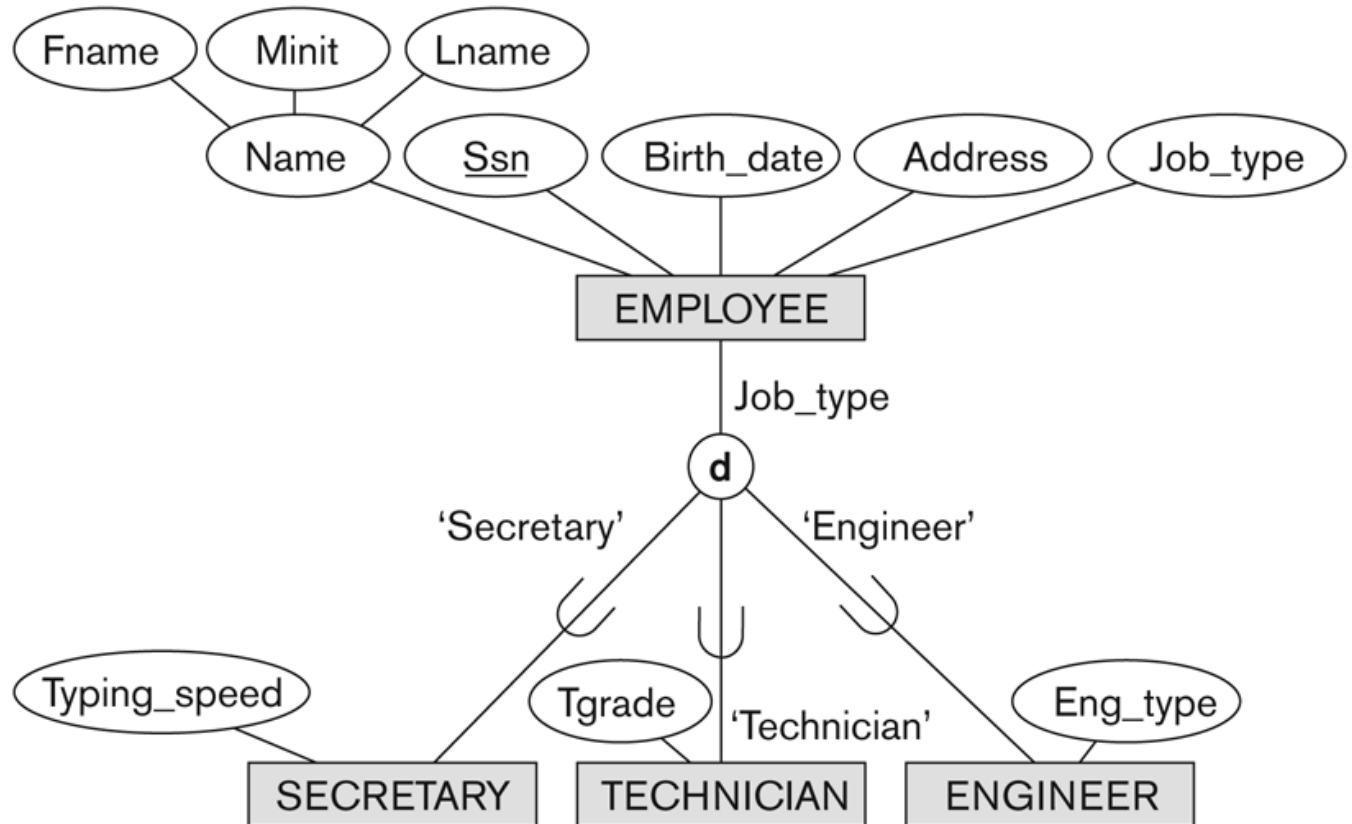 Fname Minit Lname
Name Ssn Birth_date Address Job_type
EMPLOYEE
Job_type
d
‘Secretary’ ‘Engineer’
Typing_speed Tgrade Eng_type
‘Technician’
SECRETARY TECHNICIAN ENGINEER